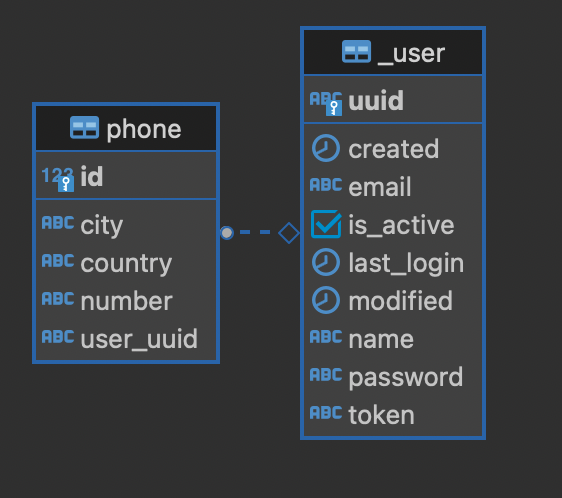 phone
123 id
ABC city
ABC country
ABC number
ABC user_uuid
_user
ABC uuid
created
ABC email
is_active
last_login
modified
ABC name
ABC password
ABC token